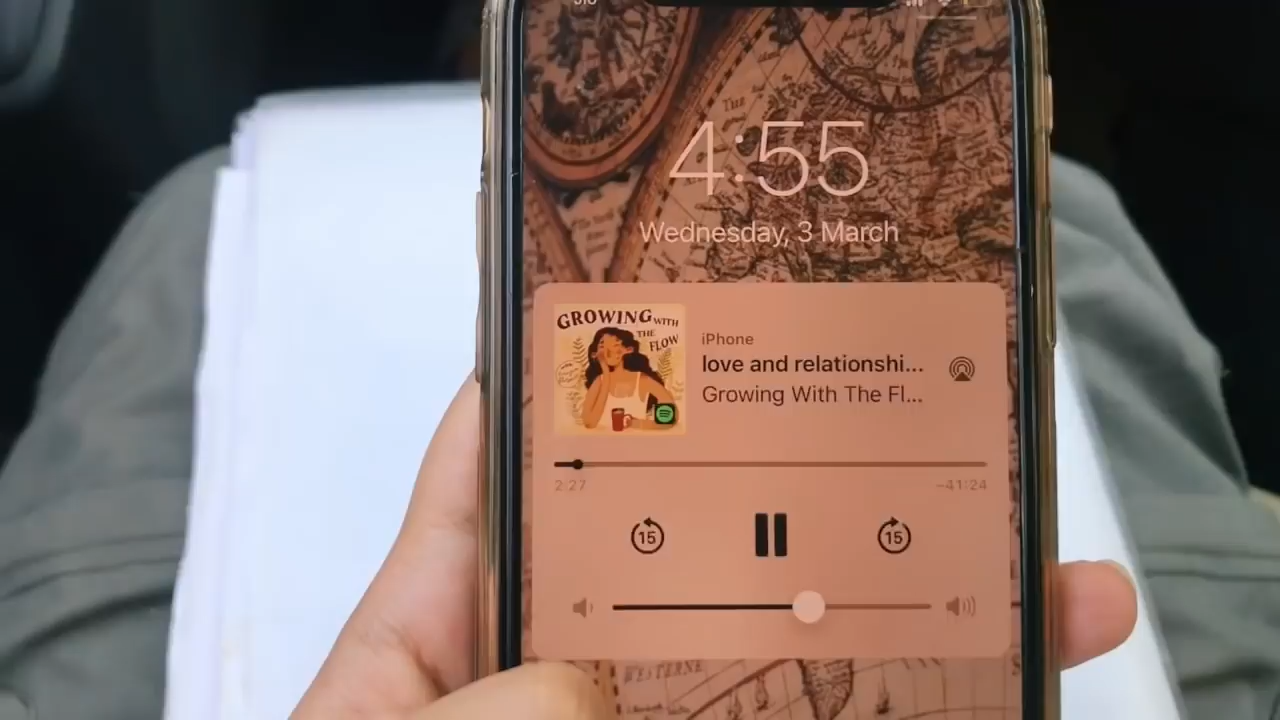 4:55
Wednesday, 3 March
GROWING WITH
THE
FLOW
iPhone
love and relationshi...
Growing With The Fl...
2:27
-41:24
15
15
WESTERNE